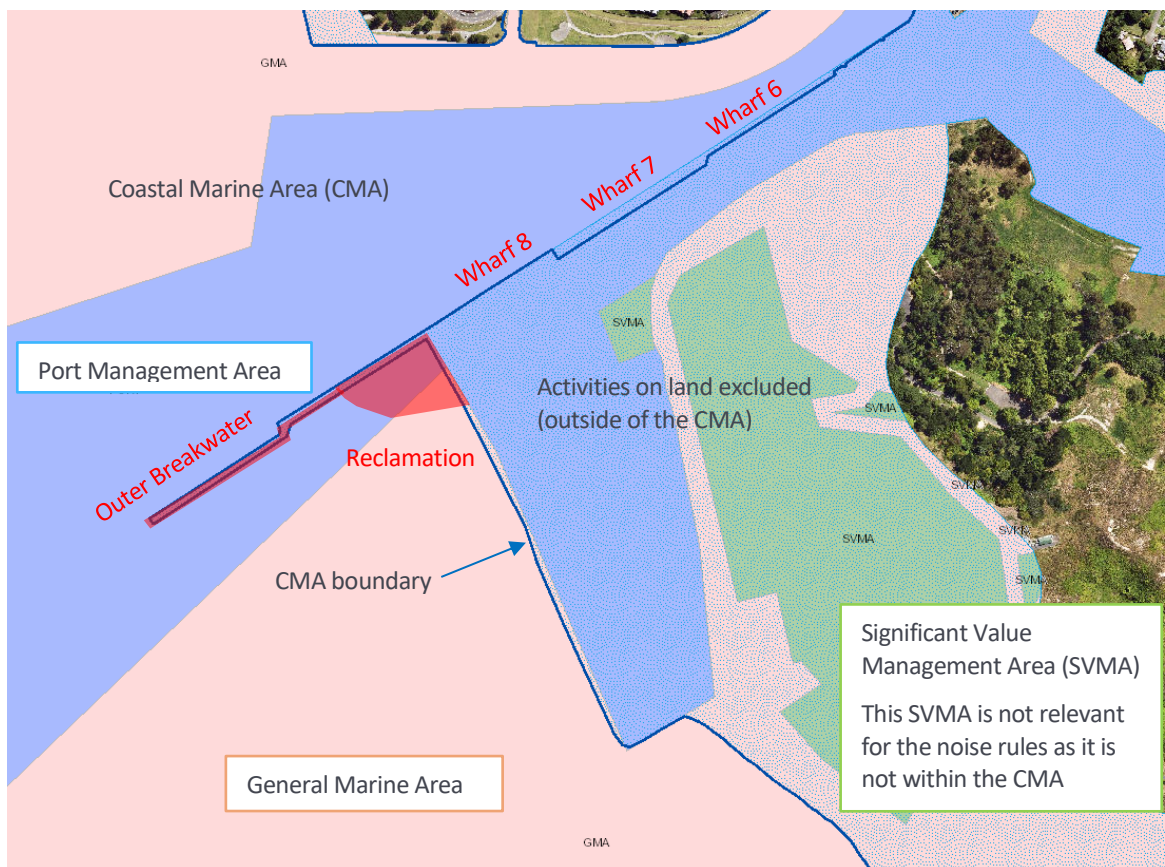 GMA
Wharf 6
Coastal Marine Area (CMA)
Wharf 7
Wharf 8
SVMA
Port Management Area
Activities on land excluded
(outside of the CMA)
SVMA
Outer Breakwater
Reclamation
SVMA
CMA boundary
SVMA
Significant Value
Management Area (SVMA)
This SVMA is not relevant
for the noise rules as it is
not within the CMA
General Marine Area
GMA